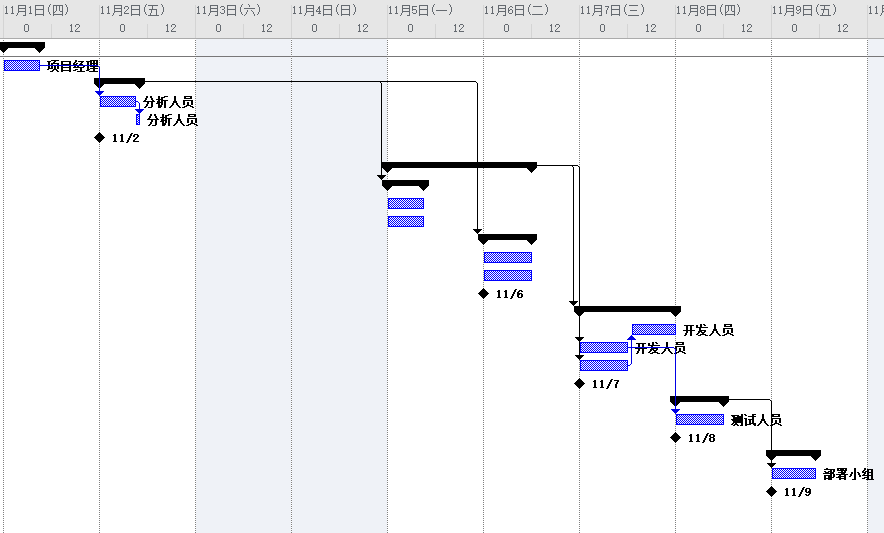 11月1日(四) 11月2日(五) 11月3日(六) 11月4日(日) 11月5日(一) 11月6日(二) 11月7日(三) 11月8日(四) 11月9日(五) 11月
0 12 0 12 0 12 0 12 0 12 0 12 0 12 0 12 0 12 0
项目经理
分析人员
分析人员
11/2
11/6
开发人员
开发人员
11/7
测试人员
11/8
部署小组
11/9